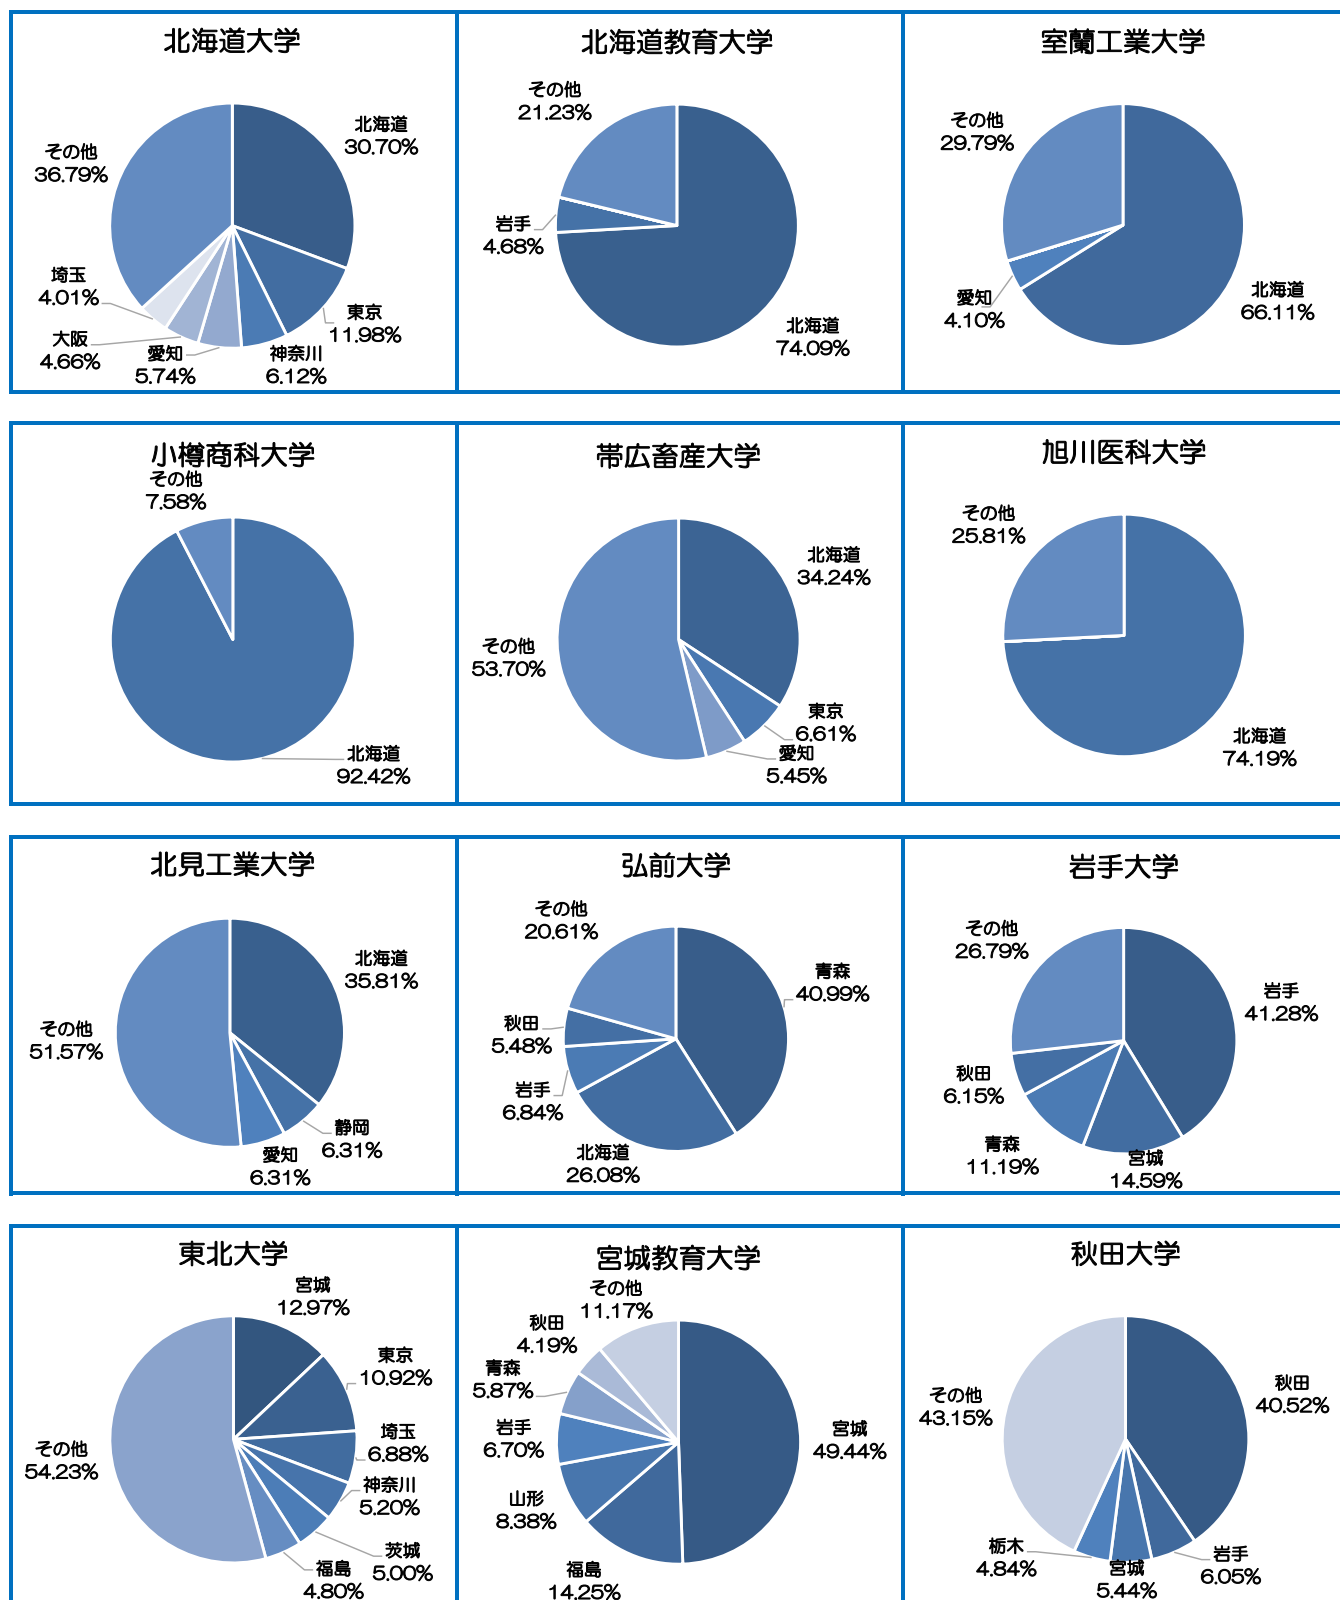 北海道大学
北海道
30.70%
東京
11.98%
神奈川
6.12%
愛知
5.74%
大阪
4.66%
埼玉
4.01%
その他
36.79%
北海道教育大学
その他
21.23%
岩手
4.68%
北海道
74.09%
室蘭工業大学
その他
29.79%
愛知
4.10%
北海道
66.11%
小樽商科大学
その他
7.58%
北海道
92.42%
帯広畜産大学
北海道
34.24%
東京
6.61%
愛知
5.45%
その他
53.70%
旭川医科大学
その他
25.81%
北海道
74.19%
北見工業大学
北海道
35.81%
静岡
6.31%
愛知
6.31%
その他
51.57%
弘前大学
その他
20.61%
青森
40.99%
秋田
5.48%
岩手
6.84%
北海道
26.08%
岩手大学
その他
26.79%
岩手
41.28%
秋田
6.15%
青森
11.19%
宮城
14.59%
東北大学
宮城
12.97%
東京
10.92%
埼玉
6.88%
神奈川
5.20%
茨城
5.00%
福島
4.80%
その他
54.23%
宮城教育大学
その他
11.17%
秋田
4.19%
青森
5.87%
岩手
6.70%
山形
8.38%
福島
14.25%
宮城
49.44%
秋田大学
秋田
40.52%
岩手
6.05%
宮城
5.44%
栃木
4.84%
その他
43.15%